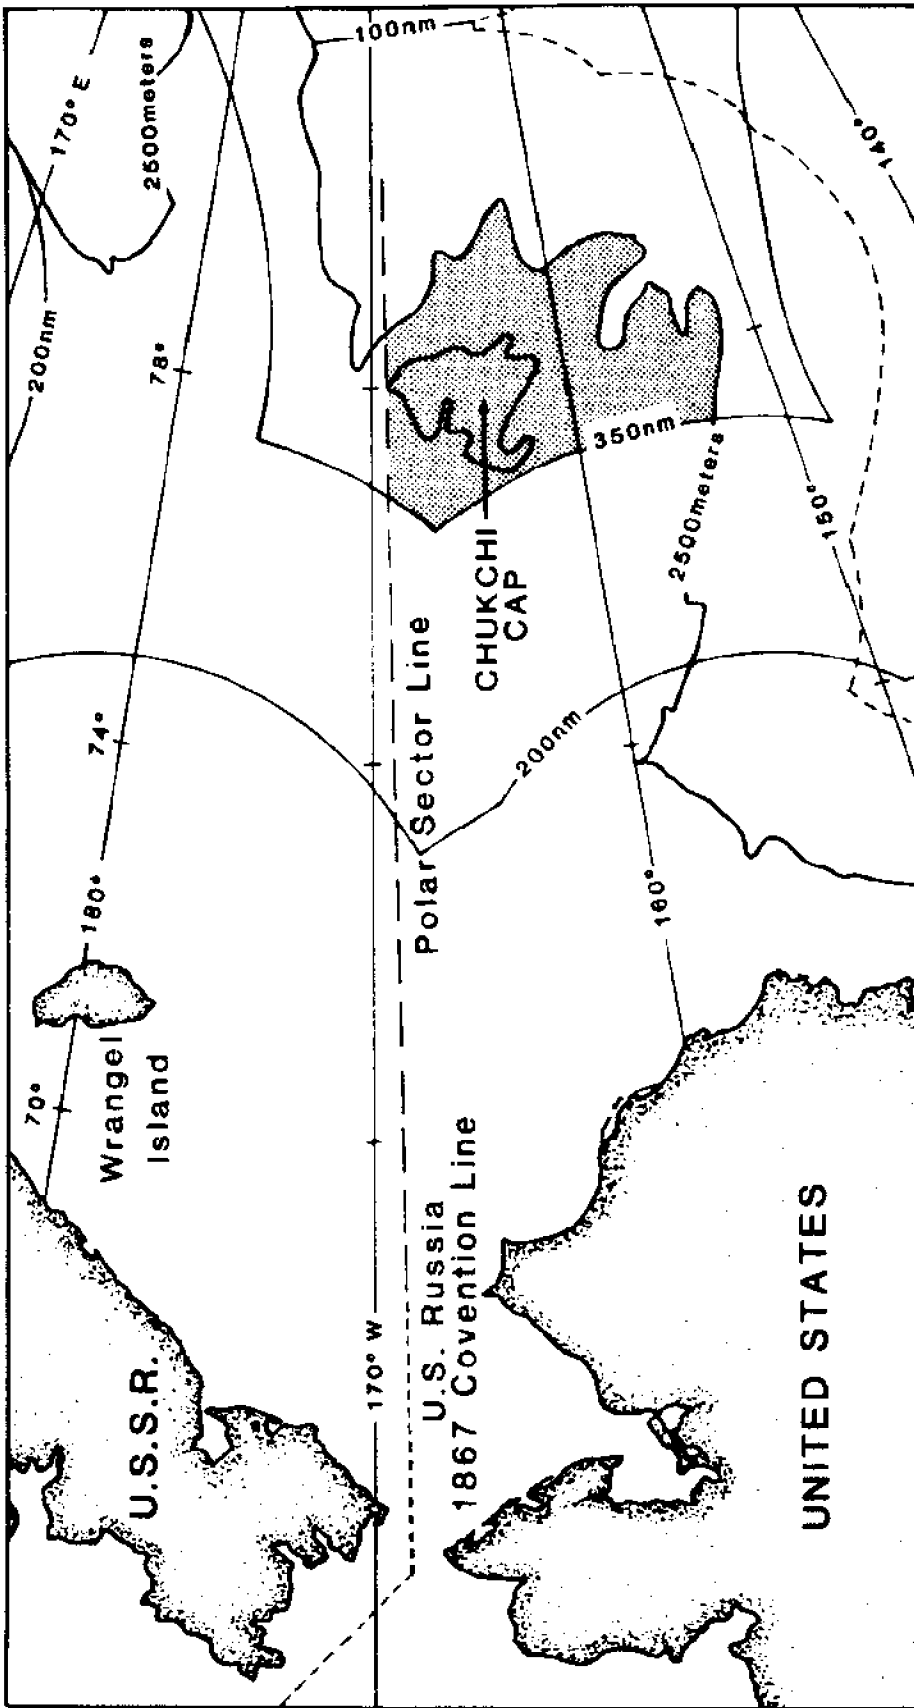 170° E
2500meters
200nm
100nm
140°
78°
350nm
2500meters
150°
CHUKCHI
CAP
74°
Polar Sector Line
200nm
180°
160°
70°
Wrangel
Island
170° W
U.S. Russia
1867 Covention Line
U.S.S.R.
UNITED STATES